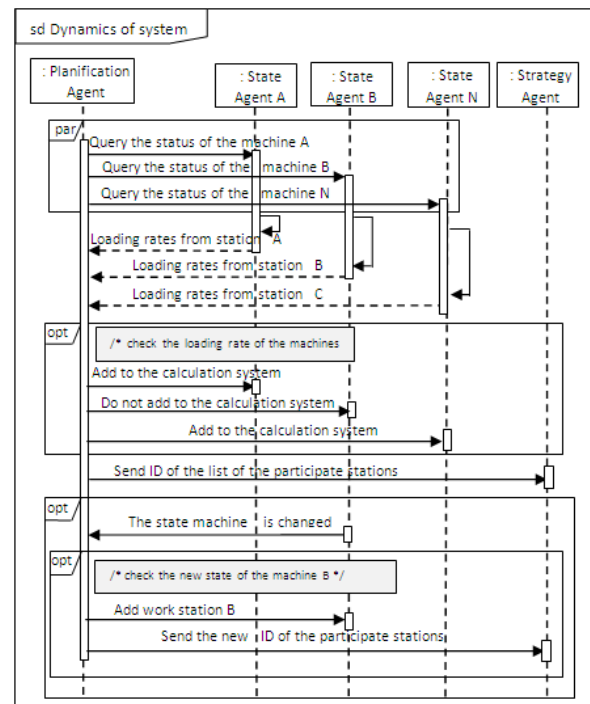 sd Dynamics of system
: Planification
Agent
: State
Agent A
: State
Agent B
: State
Agent N
: Strategy
Agent
par
Query the status of the machine A
Query the status of the machine B
Query the status of the machine N
Loading rates from station A
Loading rates from station B
Loading rates from station C
opt
/* check the loading rate of the machines
Add to the calculation system
Do not add to the calculation system
Add to the calculation system
Send ID of the list of the participate stations
opt
The state machine is changed
opt
/* check the new state of the machine B */
Add work station B
Send the new ID of the participate stations